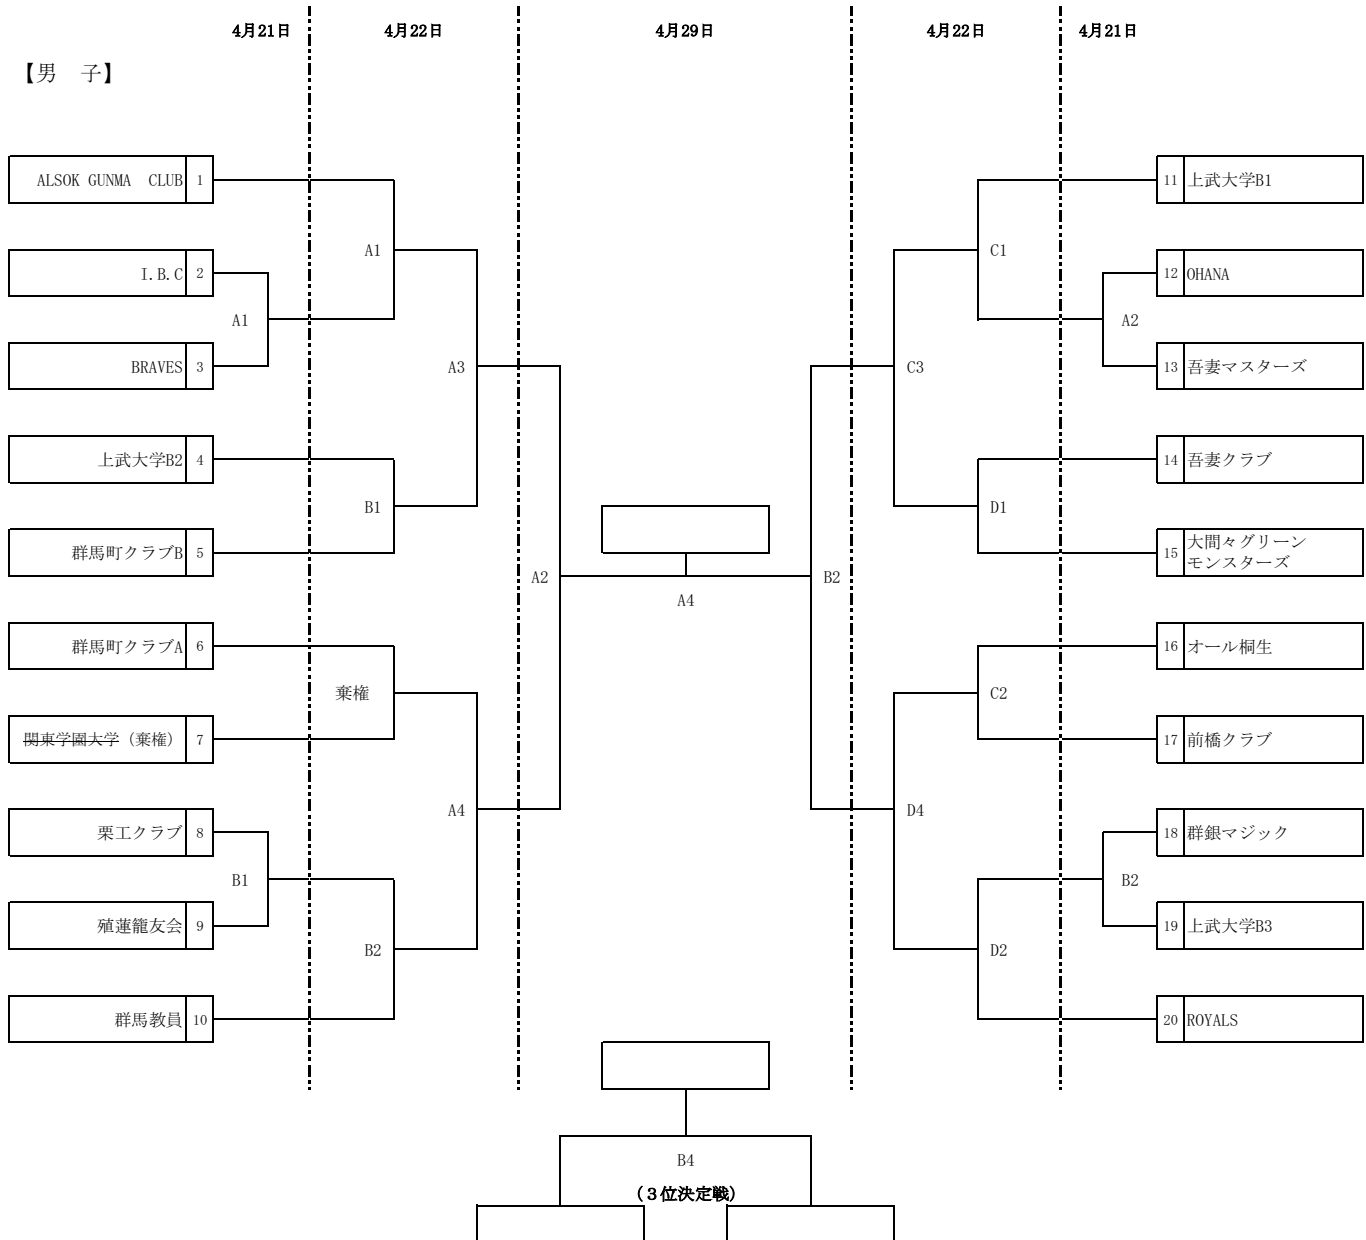 4月21日 4月22日 4月29日 4月22日 4月21日
【男　子】
ALSOK GUNMA　CLUB 1
11 上武大学B1
A1
C1
I.B.C 2
12 OHANA
A1
A2
BRAVES 3
A3
C3
13 吾妻マスターズ
上武大学B2 4
14 吾妻クラブ
B1
D1
群馬町クラブB 5
15 大間々グリーン
モンスターズ
A2
B2
A4
群馬町クラブA 6
16 オール桐生
棄権
C2
関東学園大学（棄権） 7
17 前橋クラブ
A4
D4
栗工クラブ 8
18 群銀マジック
B1
B2
殖蓮籠友会 9
19 上武大学B3
B2
D2
群馬教員 10
20 ROYALS
B4
(３位決定戦)